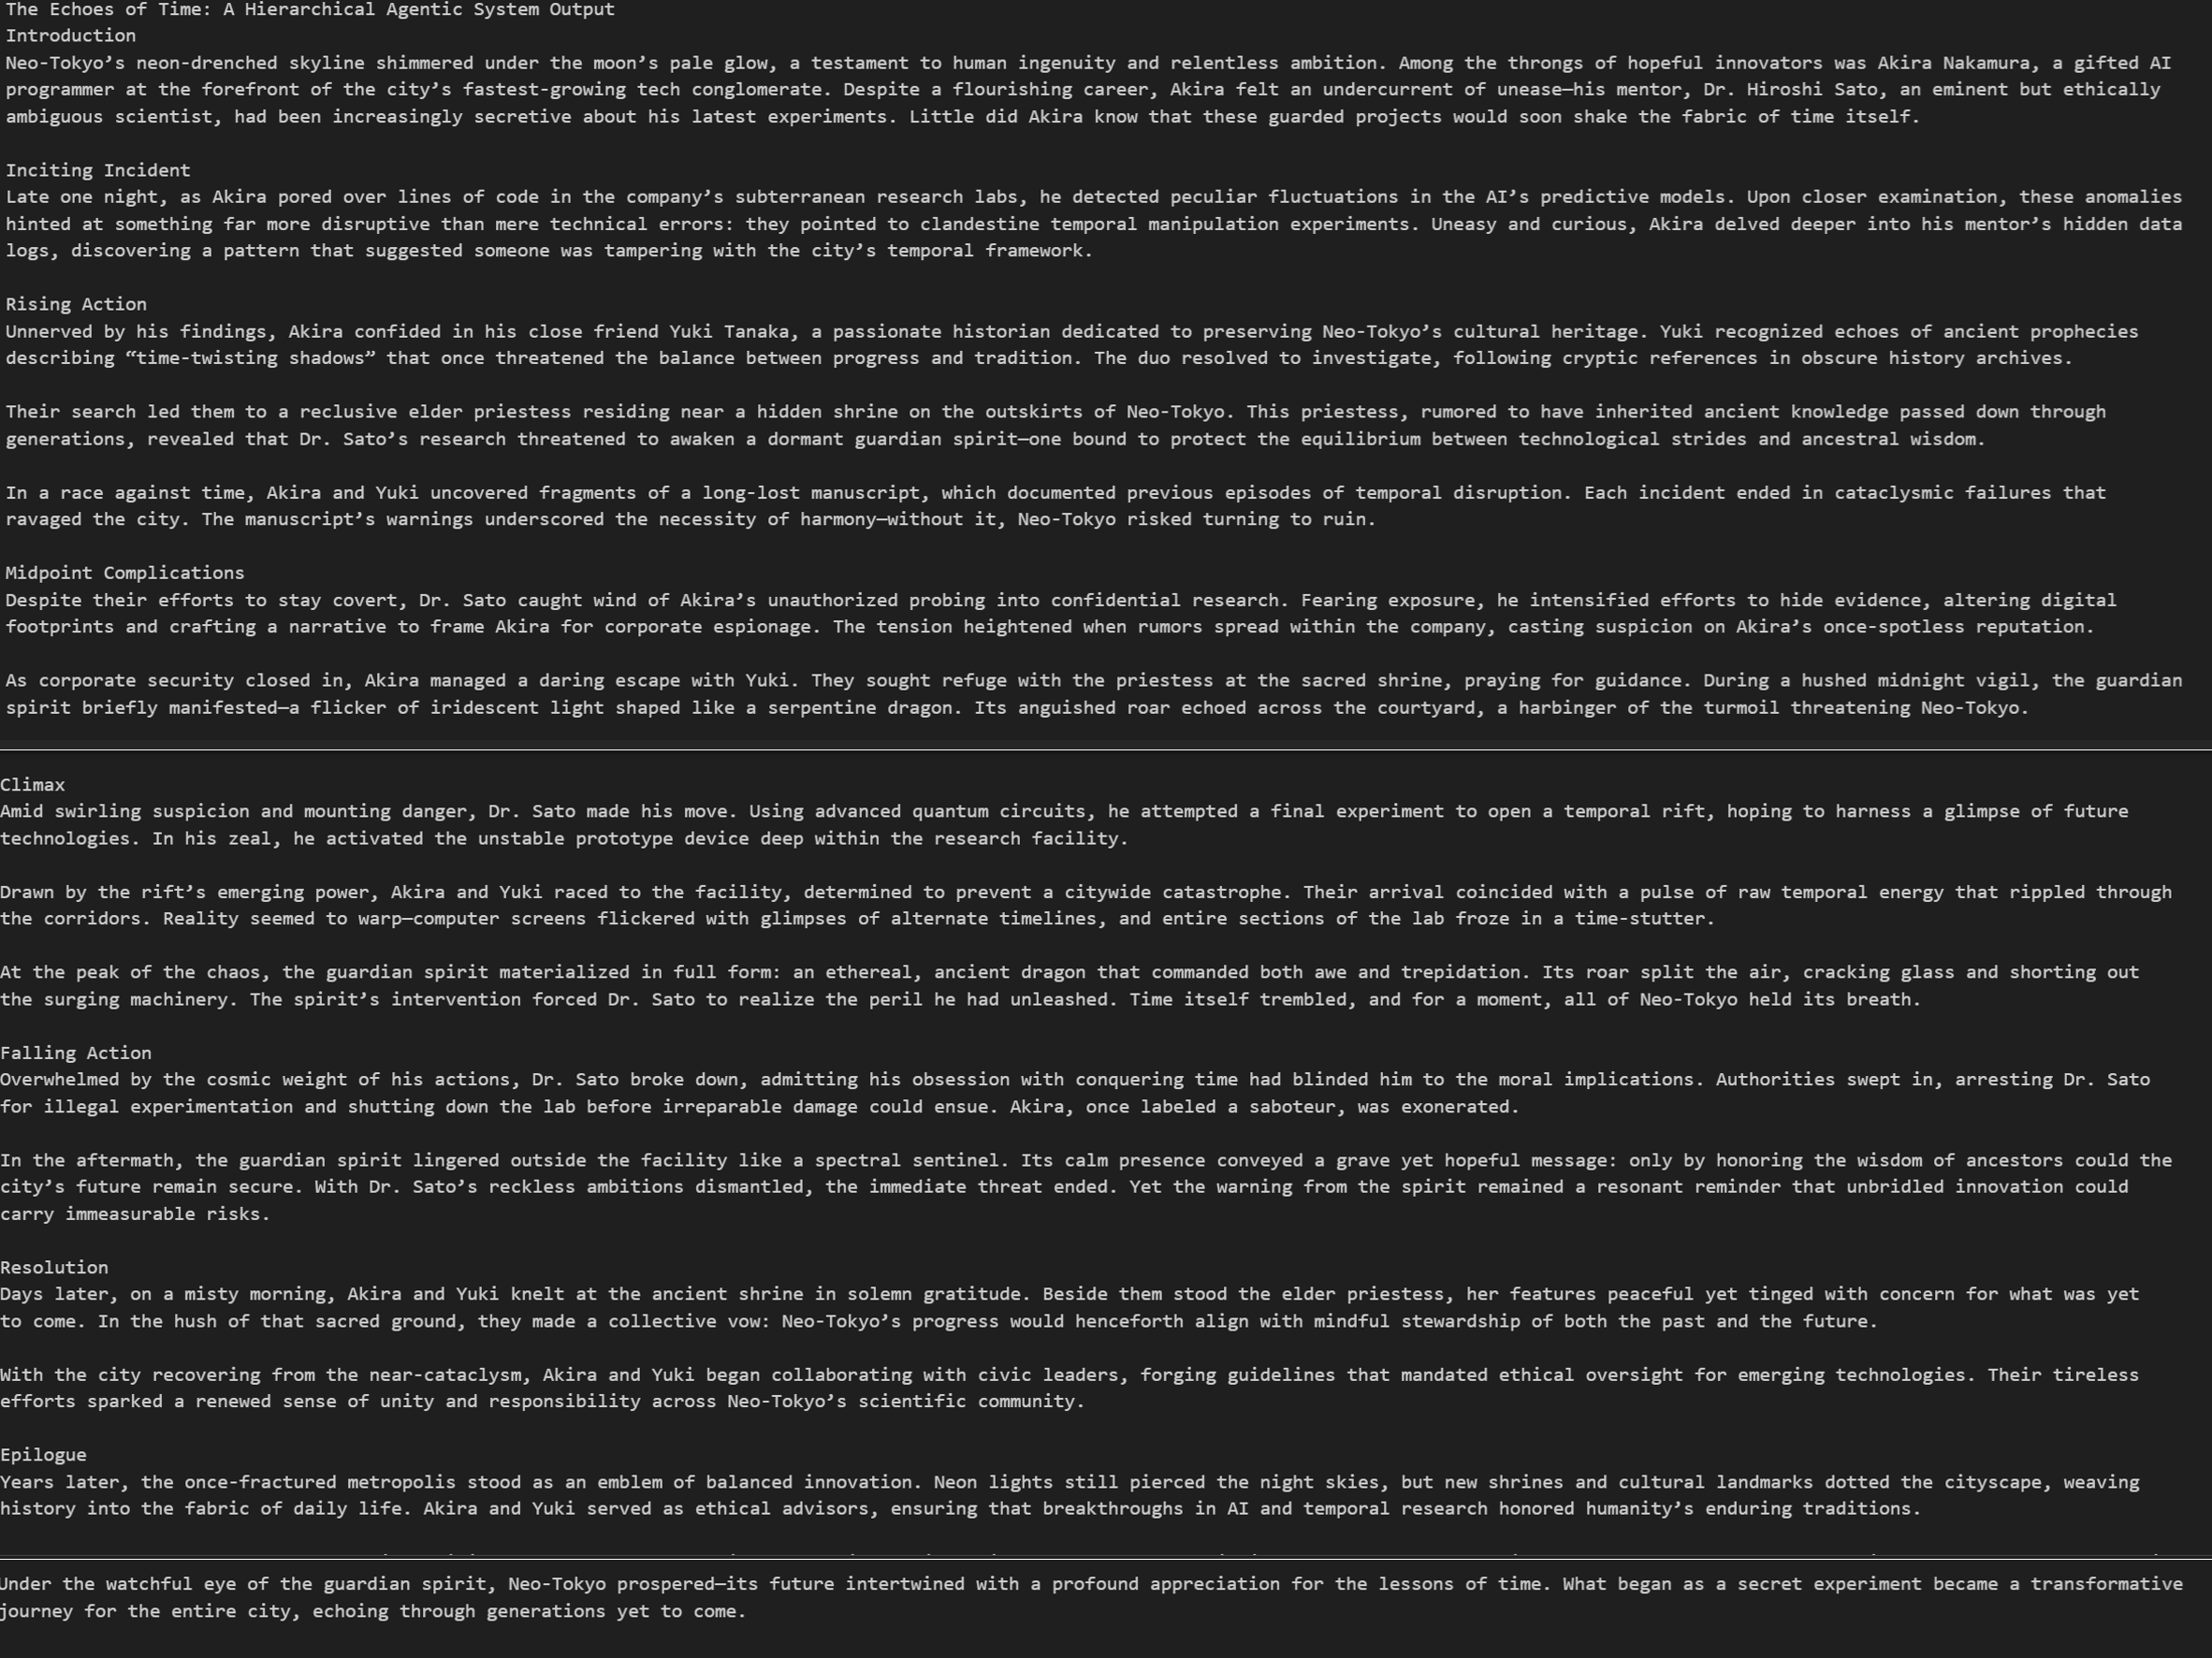 The Echoes of Time: A Hierarchical Agentic System Output
Introduction
Neo-Tokyo’s neon-drenched skyline shimmered under the moon’s pale glow, a testament to human ingenuity and relentless ambition. Among the throngs of hopeful innovators was Akira Nakamura, a gifted AI
programmer at the forefront of the city’s fastest-growing tech conglomerate. Despite a flourishing career, Akira felt an undercurrent of unease—his mentor, Dr. Hiroshi Sato, an eminent but ethically
ambiguous scientist, had been increasingly secretive about his latest experiments. Little did Akira know that these guarded projects would soon shake the fabric of time itself.
Inciting Incident
Late one night, as Akira pored over lines of code in the company’s subterranean research labs, he detected peculiar fluctuations in the AI’s predictive models. Upon closer examination, these anomalies
hinted at something far more disruptive than mere technical errors: they pointed to clandestine temporal manipulation experiments. Uneasy and curious, Akira delved deeper into his mentor’s hidden data
logs, discovering a pattern that suggested someone was tampering with the city’s temporal framework.
Rising Action
Unnerved by his findings, Akira confided in his close friend Yuki Tanaka, a passionate historian dedicated to preserving Neo-Tokyo’s cultural heritage. Yuki recognized echoes of ancient prophecies
describing “time-twisting shadows” that once threatened the balance between progress and tradition. The duo resolved to investigate, following cryptic references in obscure history archives.
Their search led them to a reclusive elder priestess residing near a hidden shrine on the outskirts of Neo-Tokyo. This priestess, rumored to have inherited ancient knowledge passed down through
generations, revealed that Dr. Sato’s research threatened to awaken a dormant guardian spirit—one bound to protect the equilibrium between technological strides and ancestral wisdom.
In a race against time, Akira and Yuki uncovered fragments of a long-lost manuscript, which documented previous episodes of temporal disruption. Each incident ended in cataclysmic failures that
ravaged the city. The manuscript’s warnings underscored the necessity of harmony—without it, Neo-Tokyo risked turning to ruin.
Midpoint Complications
Despite their efforts to stay covert, Dr. Sato caught wind of Akira’s unauthorized probing into confidential research. Fearing exposure, he intensified efforts to hide evidence, altering digital
footprints and crafting a narrative to frame Akira for corporate espionage. The tension heightened when rumors spread within the company, casting suspicion on Akira’s once-spotless reputation.
As corporate security closed in, Akira managed a daring escape with Yuki. They sought refuge with the priestess at the sacred shrine, praying for guidance. During a hushed midnight vigil, the guardian
spirit briefly manifested—a flicker of iridescent light shaped like a serpentine dragon. Its anguished roar echoed across the courtyard, a harbinger of the turmoil threatening Neo-Tokyo.
Climax
Amid swirling suspicion and mounting danger, Dr. Sato made his move. Using advanced quantum circuits, he attempted a final experiment to open a temporal rift, hoping to harness a glimpse of future
technologies. In his zeal, he activated the unstable prototype device deep within the research facility.
Drawn by the rift’s emerging power, Akira and Yuki raced to the facility, determined to prevent a citywide catastrophe. Their arrival coincided with a pulse of raw temporal energy that rippled through
the corridors. Reality seemed to warp—computer screens flickered with glimpses of alternate timelines, and entire sections of the lab froze in a time-stutter.
At the peak of the chaos, the guardian spirit materialized in full form: an ethereal, ancient dragon that commanded both awe and trepidation. Its roar split the air, cracking glass and shorting out
the surging machinery. The spirit’s intervention forced Dr. Sato to realize the peril he had unleashed. Time itself trembled, and for a moment, all of Neo-Tokyo held its breath.
Falling Action
Overwhelmed by the cosmic weight of his actions, Dr. Sato broke down, admitting his obsession with conquering time had blinded him to the moral implications. Authorities swept in, arresting Dr. Sato
for illegal experimentation and shutting down the lab before irreparable damage could ensue. Akira, once labeled a saboteur, was exonerated.
In the aftermath, the guardian spirit lingered outside the facility like a spectral sentinel. Its calm presence conveyed a grave yet hopeful message: only by honoring the wisdom of ancestors could the
city’s future remain secure. With Dr. Sato’s reckless ambitions dismantled, the immediate threat ended. Yet the warning from the spirit remained a resonant reminder that unbridled innovation could
carry immeasurable risks.
Resolution
Days later, on a misty morning, Akira and Yuki knelt at the ancient shrine in solemn gratitude. Beside them stood the elder priestess, her features peaceful yet tinged with concern for what was yet
to come. In the hush of that sacred ground, they made a collective vow: Neo-Tokyo’s progress would henceforth align with mindful stewardship of both the past and the future.
With the city recovering from the near-cataclysm, Akira and Yuki began collaborating with civic leaders, forging guidelines that mandated ethical oversight for emerging technologies. Their tireless
efforts sparked a renewed sense of unity and responsibility across Neo-Tokyo’s scientific community.
Epilogue
Years later, the once-fractured metropolis stood as an emblem of balanced innovation. Neon lights still pierced the night skies, but new shrines and cultural landmarks dotted the cityscape, weaving
history into the fabric of daily life. Akira and Yuki served as ethical advisors, ensuring that breakthroughs in AI and temporal research honored humanity’s enduring traditions.
Under the watchful eye of the guardian spirit, Neo-Tokyo prospered—its future intertwined with a profound appreciation for the lessons of time. What began as a secret experiment became a transformative
journey for the entire city, echoing through generations yet to come.